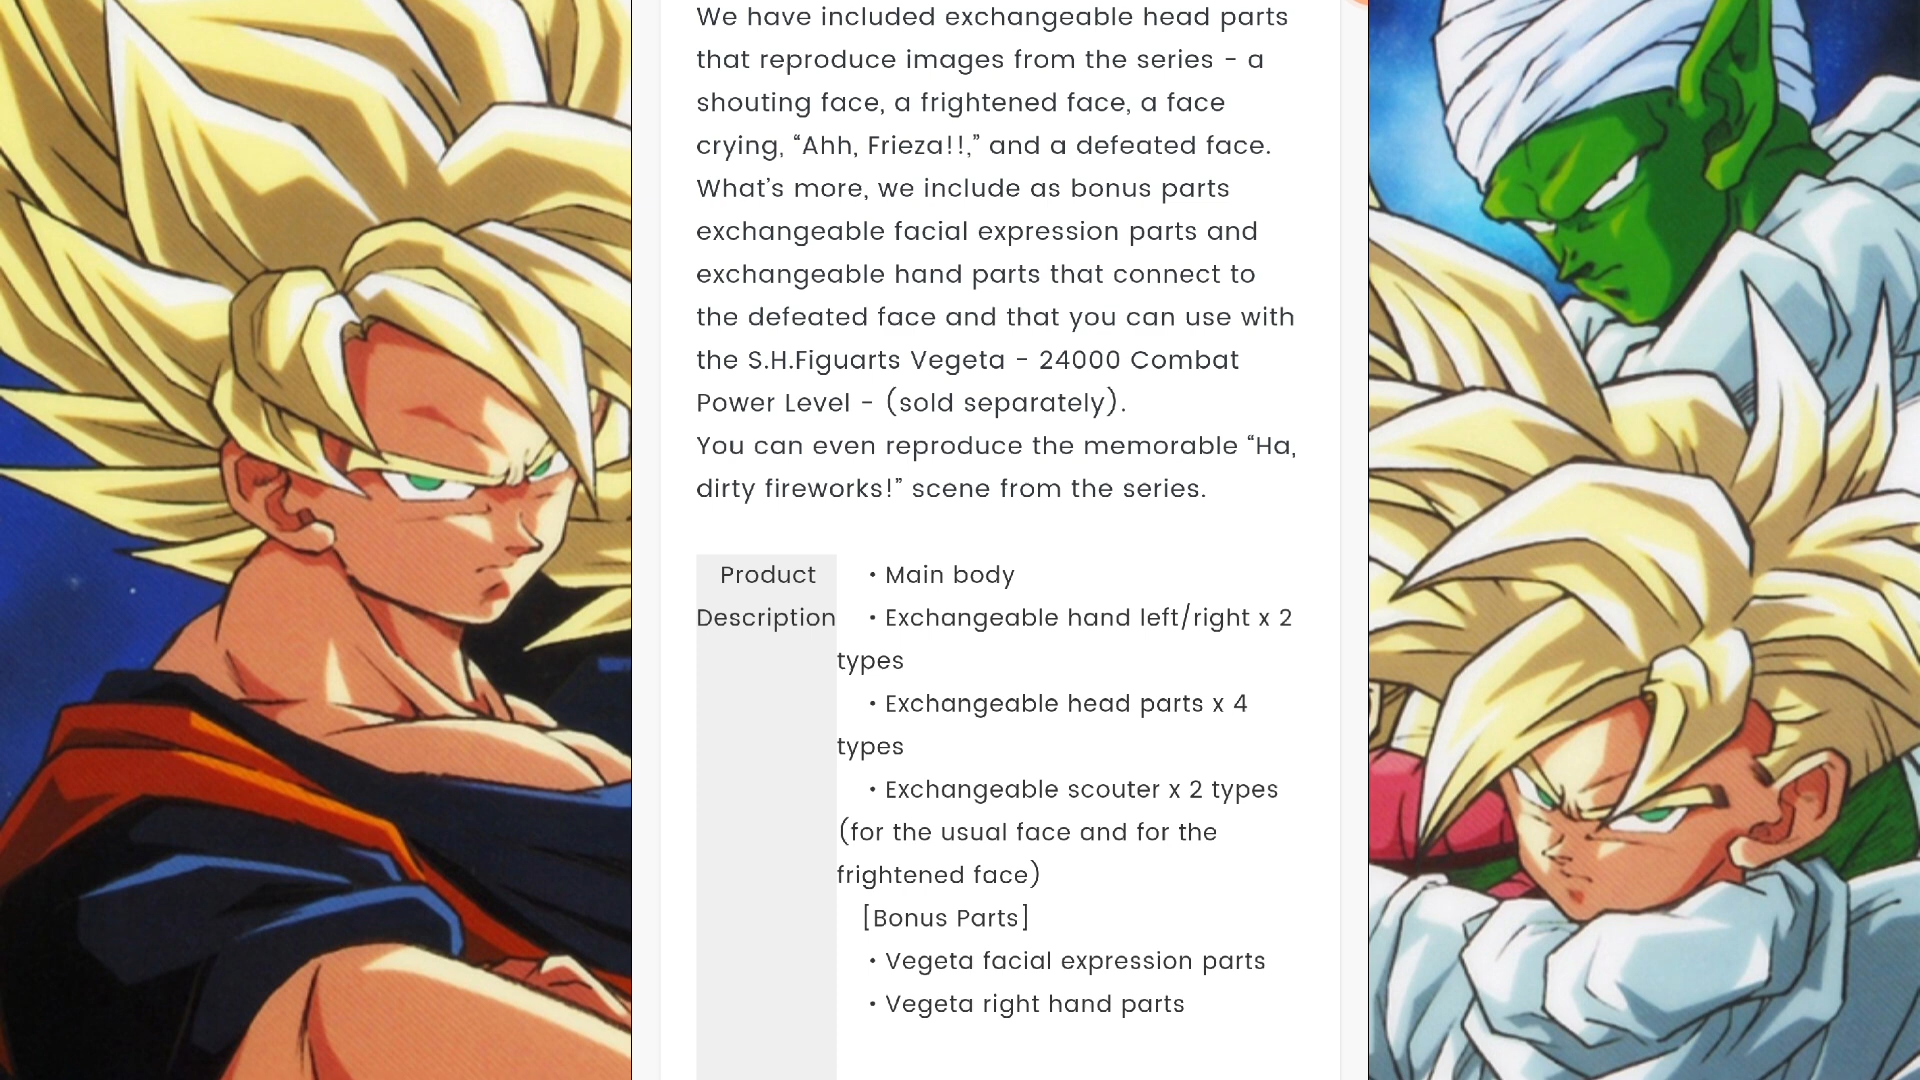 We have included exchangeable head parts
that reproduce images from the series - a
shouting face, a frightened face, a face
crying, “Ahh, Frieza!!,” and a defeated face.
What’s more, we include as bonus parts
exchangeable facial expression parts and
exchangeable hand parts that connect to
the defeated face and that you can use with
the S.H.Figuarts Vegeta - 24000 Combat
Power Level - (sold separately).
You can even reproduce the memorable “Ha,
dirty fireworks!” scene from the series.
Product
Description
・Main body
・Exchangeable hand left/right x 2
types
・Exchangeable head parts x 4
types
・Exchangeable scouter x 2 types
(for the usual face and for the
frightened face)
[Bonus Parts]
・Vegeta facial expression parts
・Vegeta right hand parts